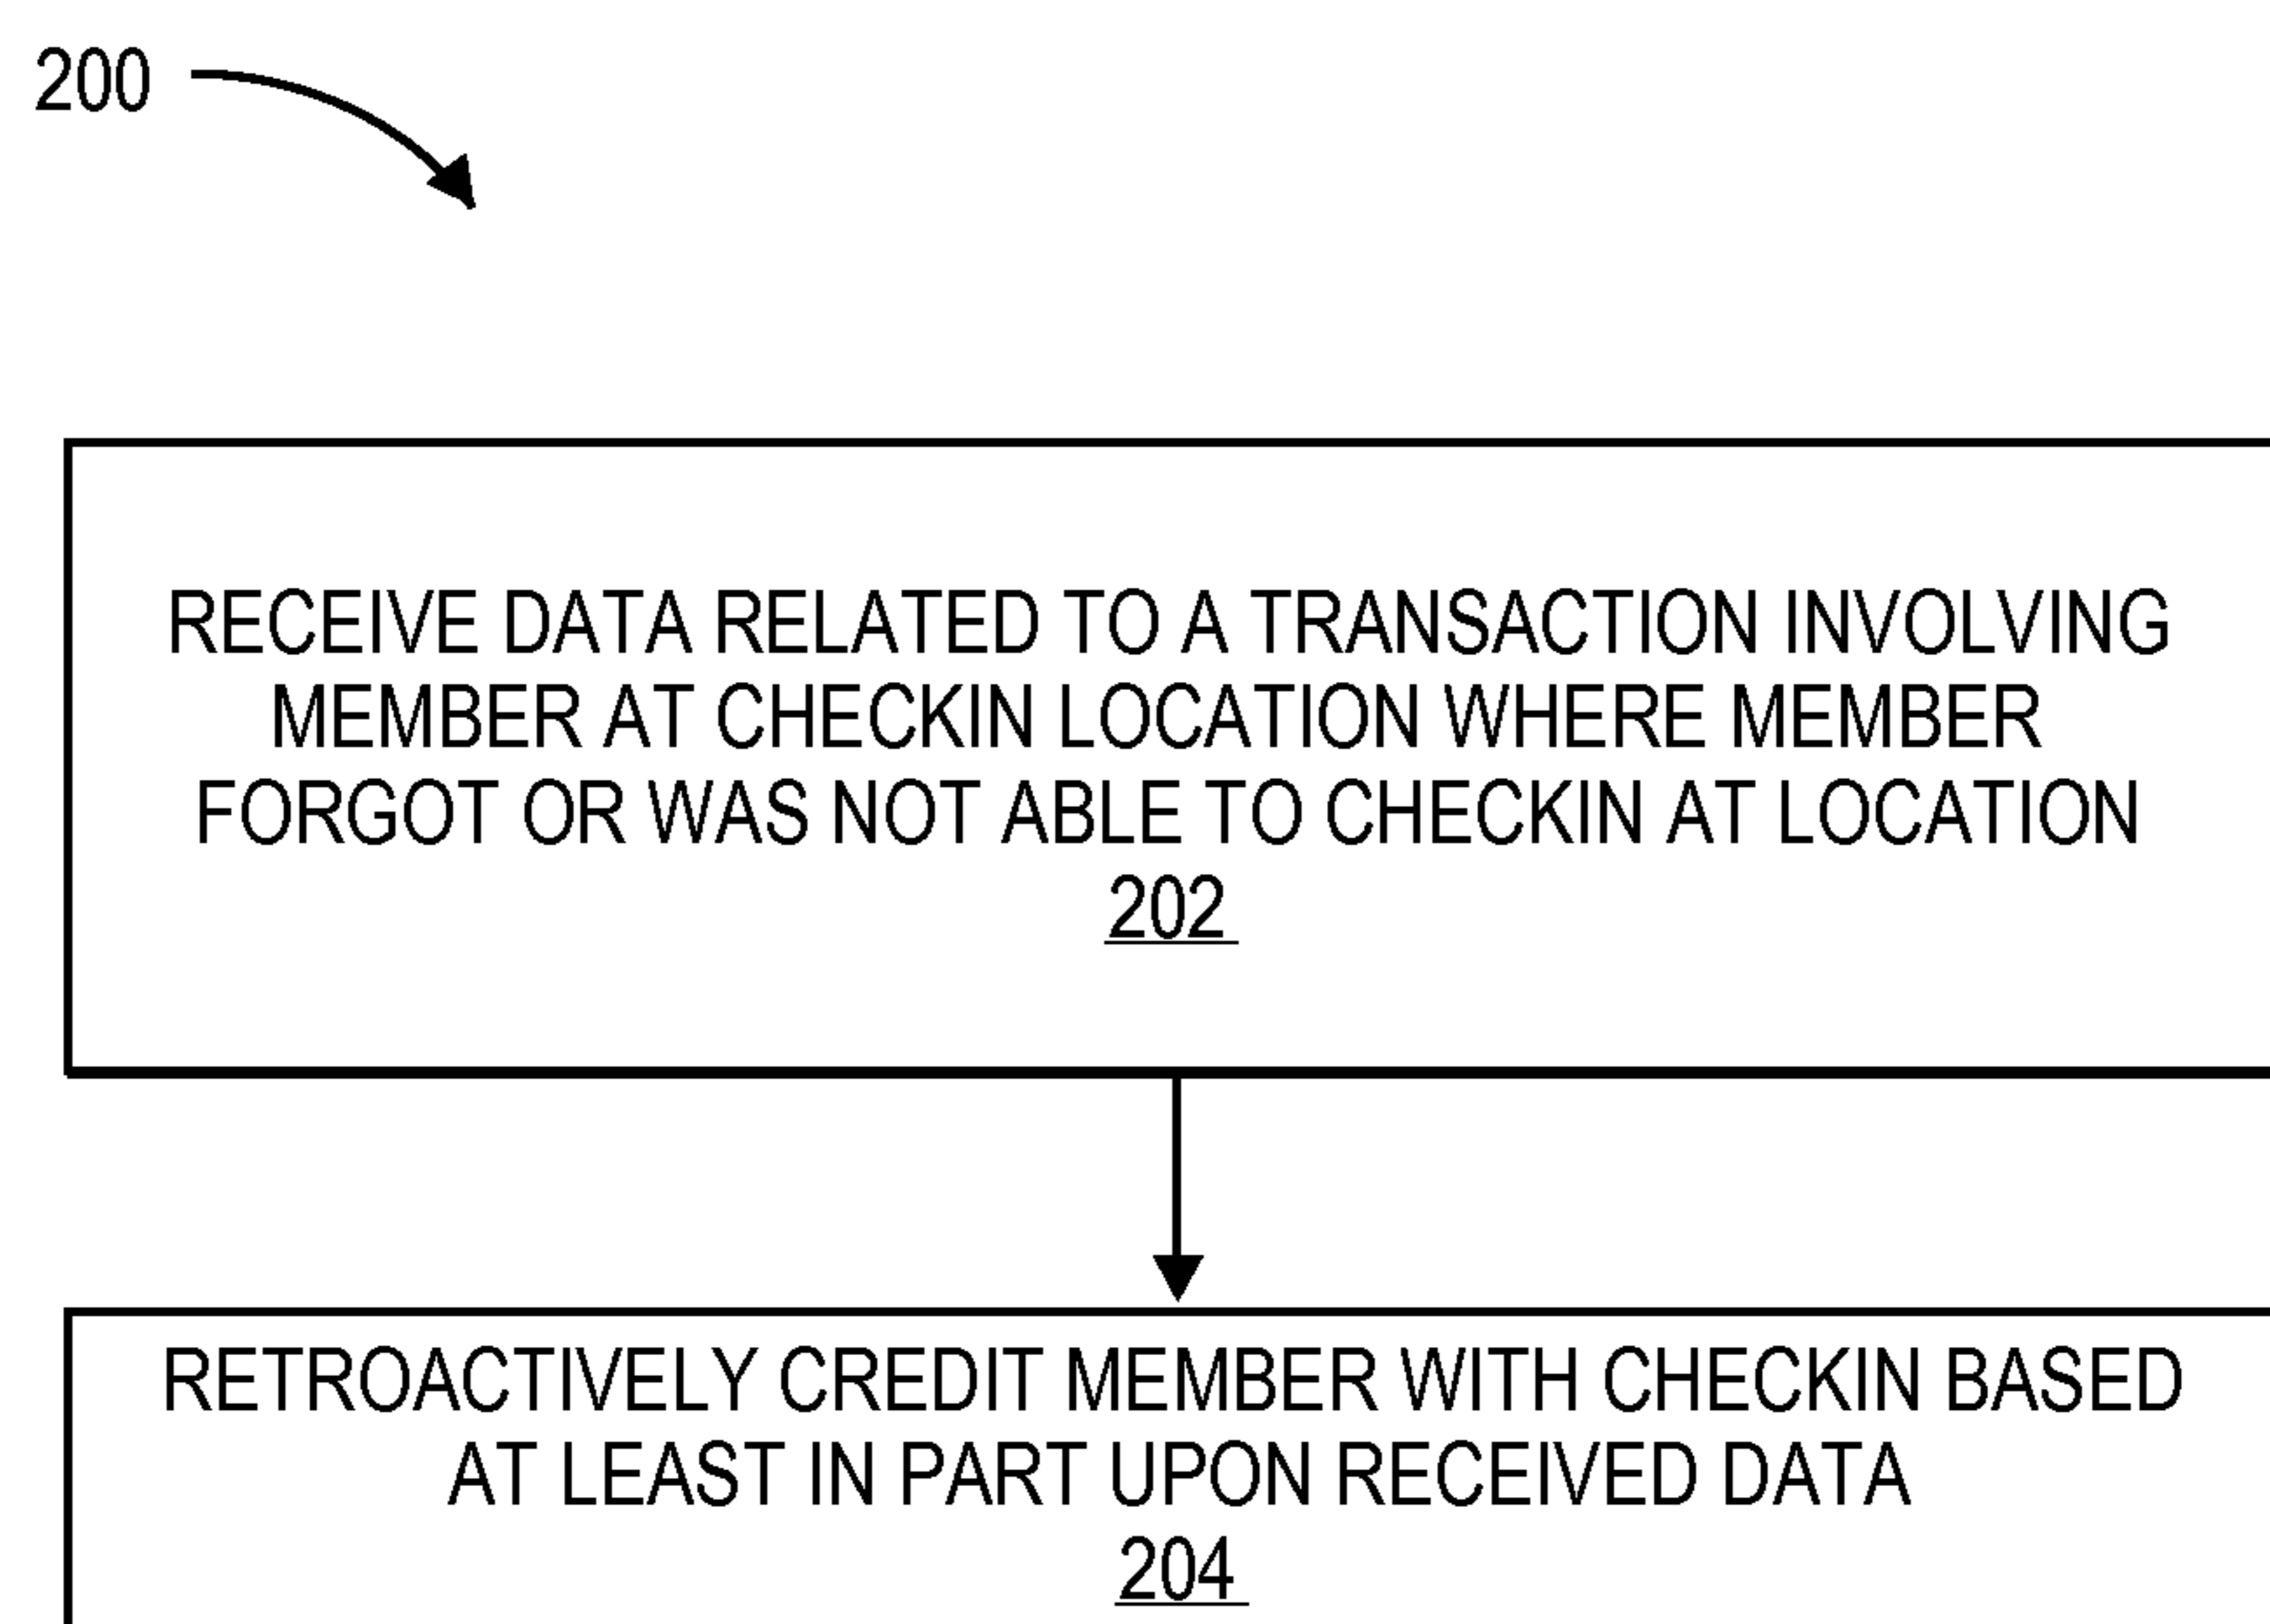 200
RECEIVE DATA RELATED TO A TRANSACTION INVOLVING
MEMBER AT CHECKIN LOCATION WHERE MEMBER
FORGOT OR WAS NOT ABLE TO CHECKIN AT LOCATION
202
RETROACTIVELY CREDIT MEMBER WITH CHECKIN BASED
AT LEAST IN PART UPON RECEIVED DATA
204